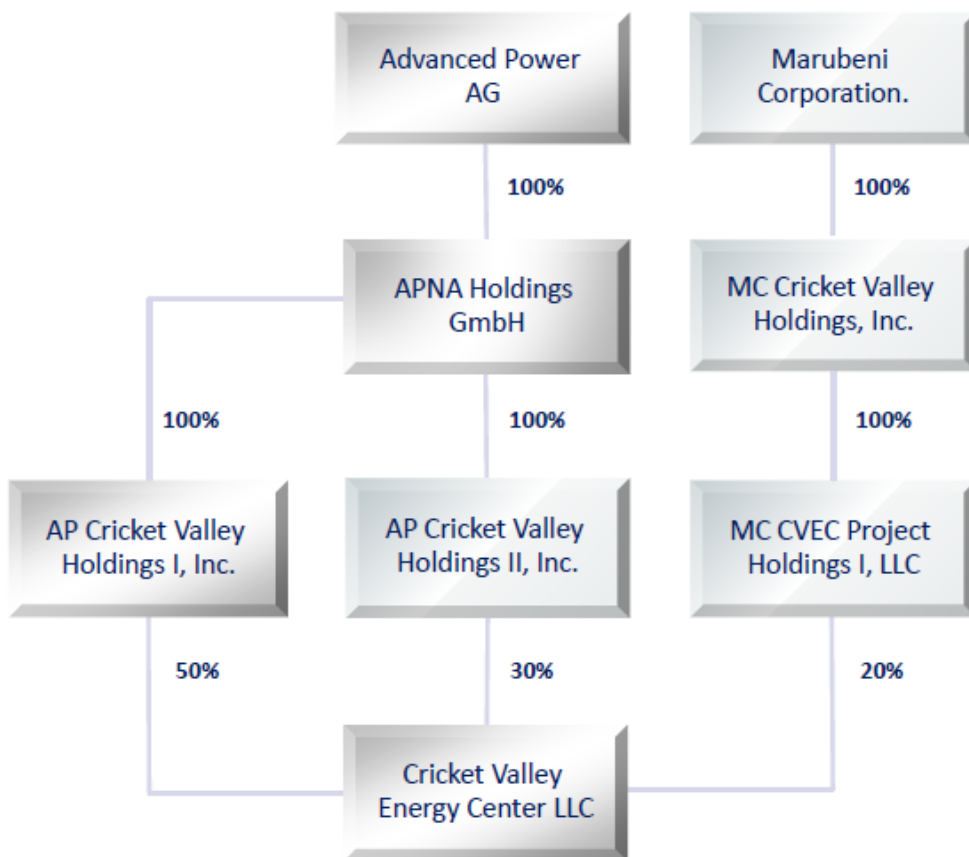 Advanced Power
AG
Marubeni
Corporation.
100%
100%
APNA Holdings
GmbH
MC Cricket Valley
Holdings, Inc.
100%
100%
100%
AP Cricket Valley
Holdings I, Inc.
AP Cricket Valley
Holdings II, Inc.
MC CVEC Project
Holdings I, LLC
50%
30%
20%
Cricket Valley
Energy Center LLC